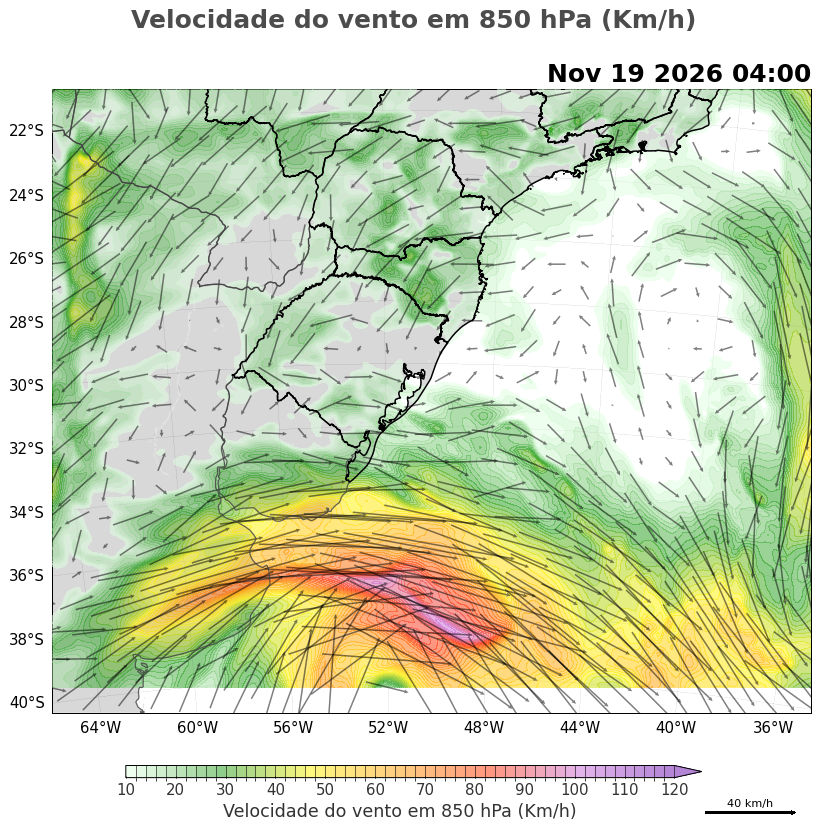 Velocidade do vento em 850 hPa (Km/h)
Nov 19 2026 04:00
22°S
24°S
26°S
28°S
30°S
32°S
34°S
36°S
38°S
40°S
64°W 60°W 56°W 52°W 48°W 44°W 40°W 36°W
10 20 30 40 50 60 70 80 90 100 110 120
Velocidade do vento em 850 hPa (Km/h)
40 km/h